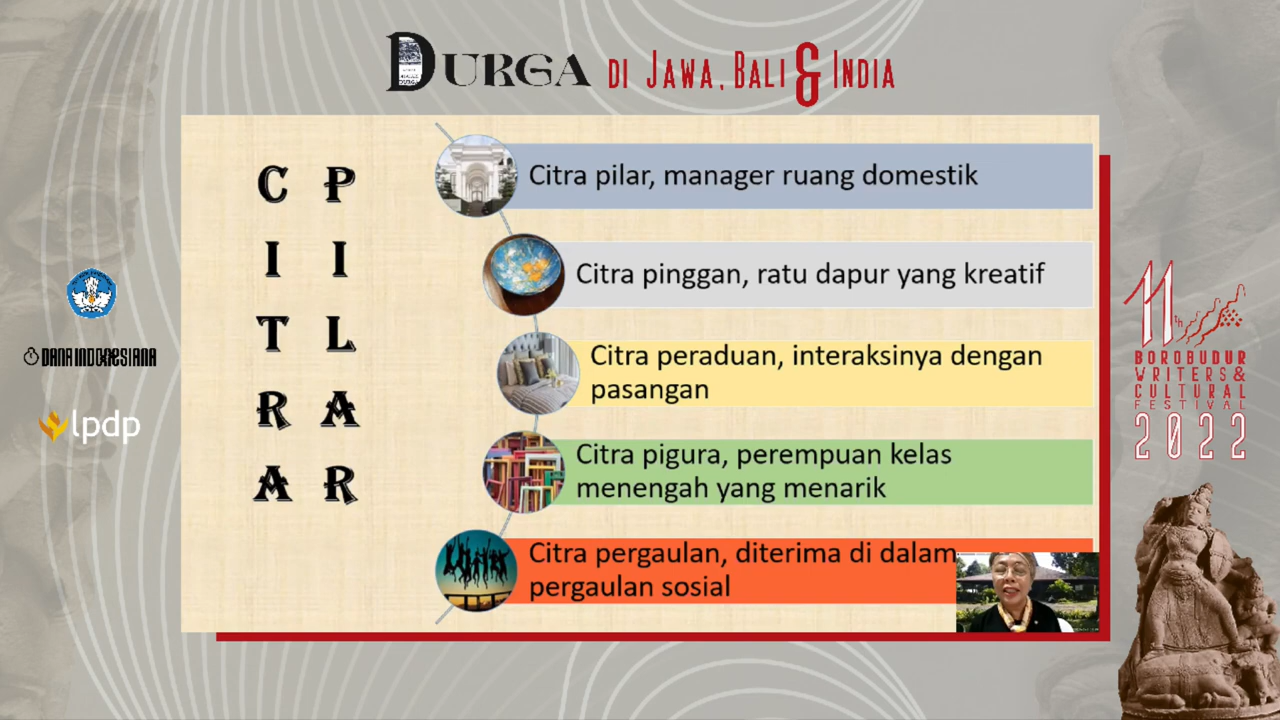 DURGA DI JAWA, BALI & INDIA
CITRA
PILAR
Citra pilar, manager ruang domestik
Citra pinggan, ratu dapur yang kreatif
Citra peraduan, interaksinya dengan
pasangan
Citra pigura, perempuan kelas
menengah yang menarik
Citra pergaulan, diterima di dalam
pergaulan sosial
DANA INDONESIANA
lpdp
11th
BOROBUDUR
WRITERS &
CULTURAL
FESTIVAL
2022